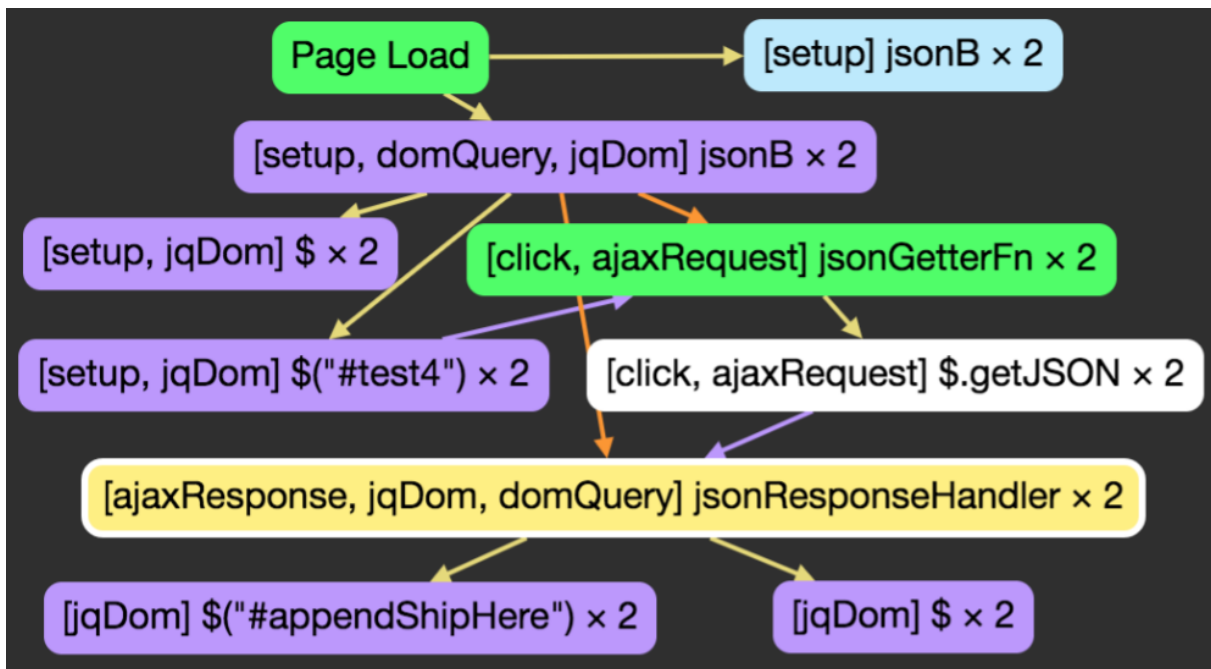 Page Load
[setup] jsonB × 2
[setup, domQuery, jqDom] jsonB × 2
[setup, jqDom] $ × 2
[click, ajaxRequest] jsonGetterFn × 2
[setup, jqDom] $("#test4") × 2
[click, ajaxRequest] $.getJSON × 2
[ajaxResponse, jqDom, domQuery] jsonResponseHandler × 2
[jqDom] $("#appendShipHere") × 2
[jqDom] $ × 2